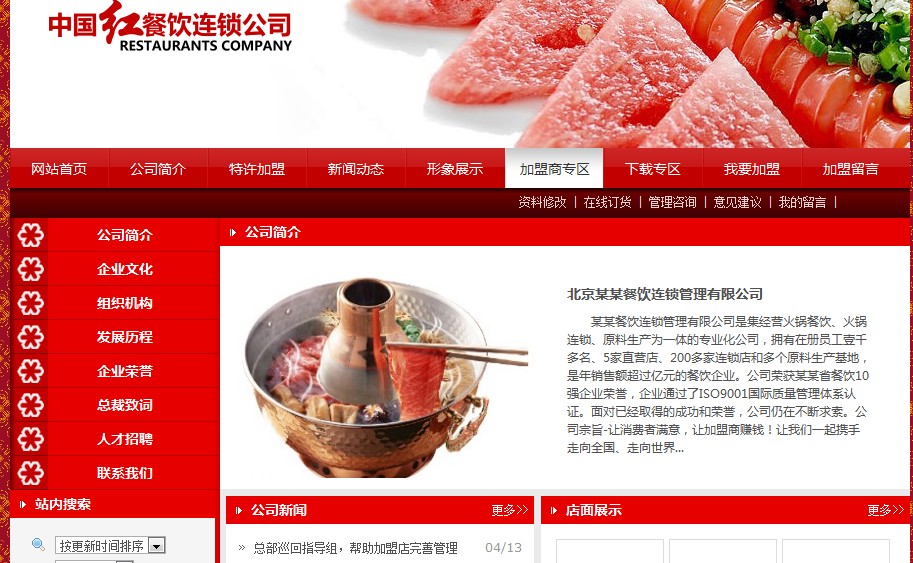 中国红餐饮连锁公司
RESTAURANTS COMPANY
网站首页 公司简介 特许加盟 新闻动态 形象展示 加盟商专区 下载专区 我要加盟 加盟留言
资料修改 | 在线订货 | 管理咨询 | 意见建议 | 我的留言 |
公司简介
企业文化
组织机构
发展历程
企业荣誉
总裁致词
人才招聘
联系我们
站内搜索
按更新时间排序
公司简介
北京某某餐饮连锁管理有限公司
某某餐饮连锁管理有限公司是集经营火锅餐饮、火锅
连锁、原料生产为一体的专业化公司，拥有在册员工壹千
多名、5家直营店、200多家连锁店和多个原料生产基地，
是年销售额超过亿元的餐饮企业。公司荣获某某省餐饮10
强企业荣誉，企业通过了ISO9001国际质量管理体系认
证。面对已经取得的成功和荣誉，公司仍在不断求索。公
司宗旨-让消费者满意，让加盟商赚钱！让我们一起携手
走向全国、走向世界...
公司新闻 更多>>
» 总部巡回指导组，帮助加盟店完善管理 04/13
店面展示 更多>>